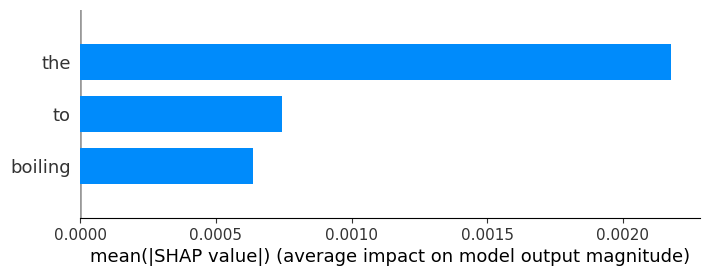 the
to
boiling
0.0000 0.0005 0.0010 0.0015 0.0020
mean(|SHAP value|) (average impact on model output magnitude)